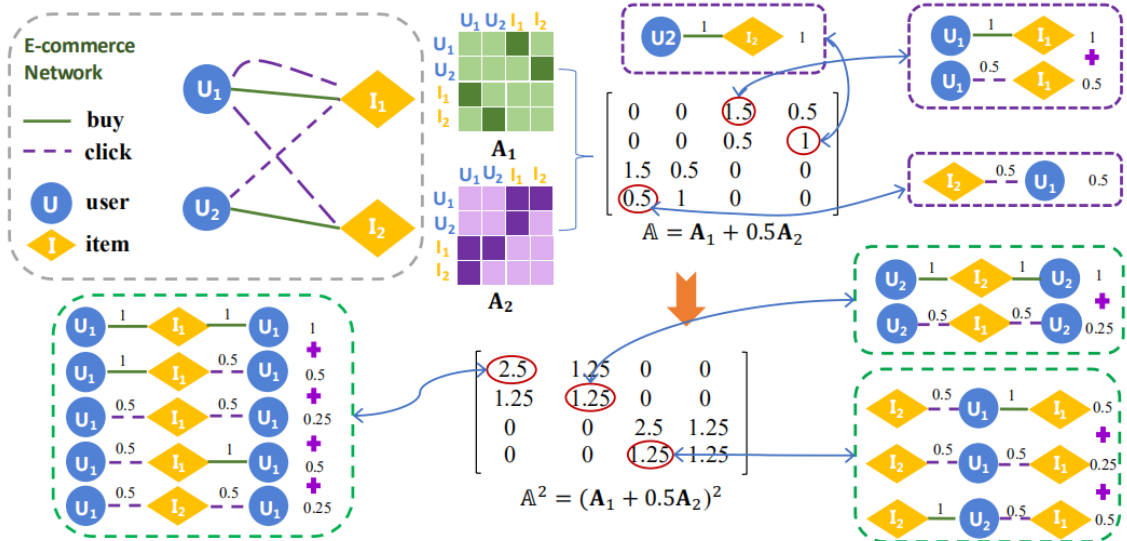 E-commerce
Network
buy
click
U user
I item
U₁
U₂
I₁
I₂
U₁ U₂ I₁ I₂
U₁
U₂
I₁
I₂
A₁
U₁ U₂ I₁ I₂
U₁
U₂
I₁
I₂
A₂
U2 1 I₂ 1
U₁ 1 I₁ 1
+
U₁ 0.5 I₁ 0.5
I₂ 0.5 U₁ 0.5
0 0 1.5 0.5
0 0 0.5 1
1.5 0.5 0 0
0.5 1 0 0
𝔸 = A₁ + 0.5A₂
U₁ 1 I₁ 1 U₁ 1
+
U₁ 1 I₁ 0.5 U₁ 0.5
+
U₁ 0.5 I₁ 0.5 U₁ 0.25
+
U₁ 0.5 I₁ 1 U₁ 0.5
+
U₁ 0.5 I₂ 0.5 U₁ 0.25
2.5 1.25 0 0
1.25 1.25 0 0
0 0 2.5 1.25
0 0 1.25 1.25
𝔸² = (A₁ + 0.5A₂)²
U₂ 1 I₂ 1 U₂ 1
+
U₂ 0.5 I₁ 0.5 U₂ 0.25
I₂ 0.5 U₁ 1 I₁ 0.5
+
I₂ 0.5 U₁ 0.5 I₁ 0.25
+
I₂ 1 U₂ 0.5 I₁ 0.5